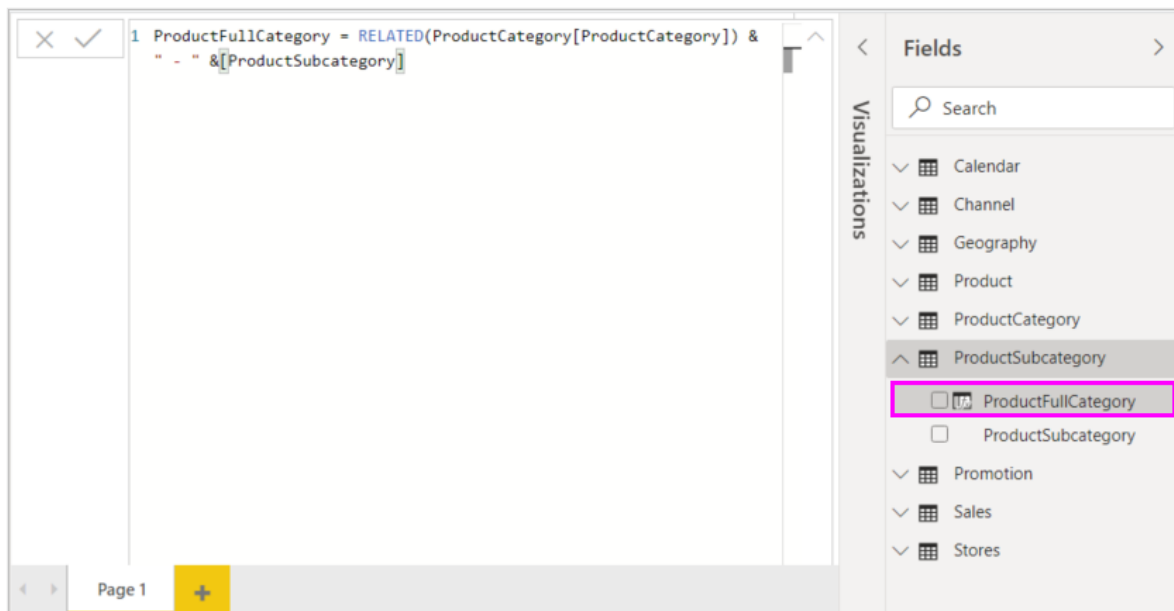 1 ProductFullCategory = RELATED(ProductCategory[ProductCategory]) &
" - " &[ProductSubcategory]
Page 1
+
Visualizations
Fields
Search
Calendar
Channel
Geography
Product
ProductCategory
ProductSubcategory
ProductFullCategory
ProductSubcategory
Promotion
Sales
Stores